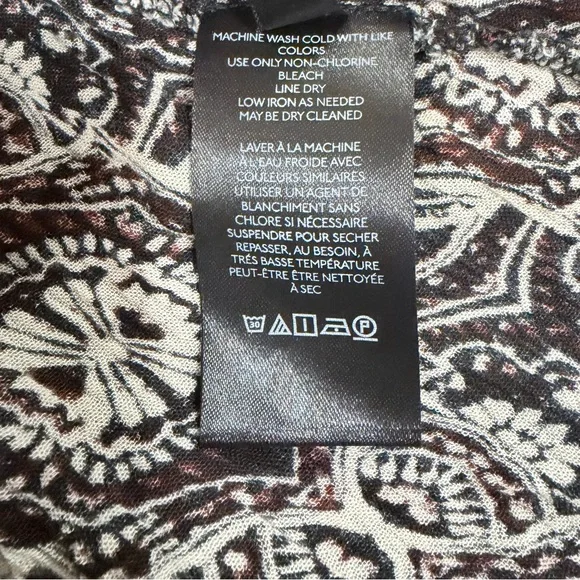 MACHINE WASH COLD WITH LIKE
COLORS
USE ONLY NON-CHLORINE
BLEACH
LINE DRY
LOW IRON AS NEEDED
MAY BE DRY CLEANED
LAVER À LA MACHINE
À L'EAU FROIDE AVEC
COULEURS SIMILAIRES
UTILISER UN AGENT DE
BLANCHIMENT SANS
CHLORE SI NÉCESSAIRE
SUSPENDRE POUR SECHER
REPASSER, AU BESOIN, À
TRÉS BASSE TEMPÉRATURE
PEUT-ÊTRE ÊTRE NETTOYÉE
À SEC
30 P